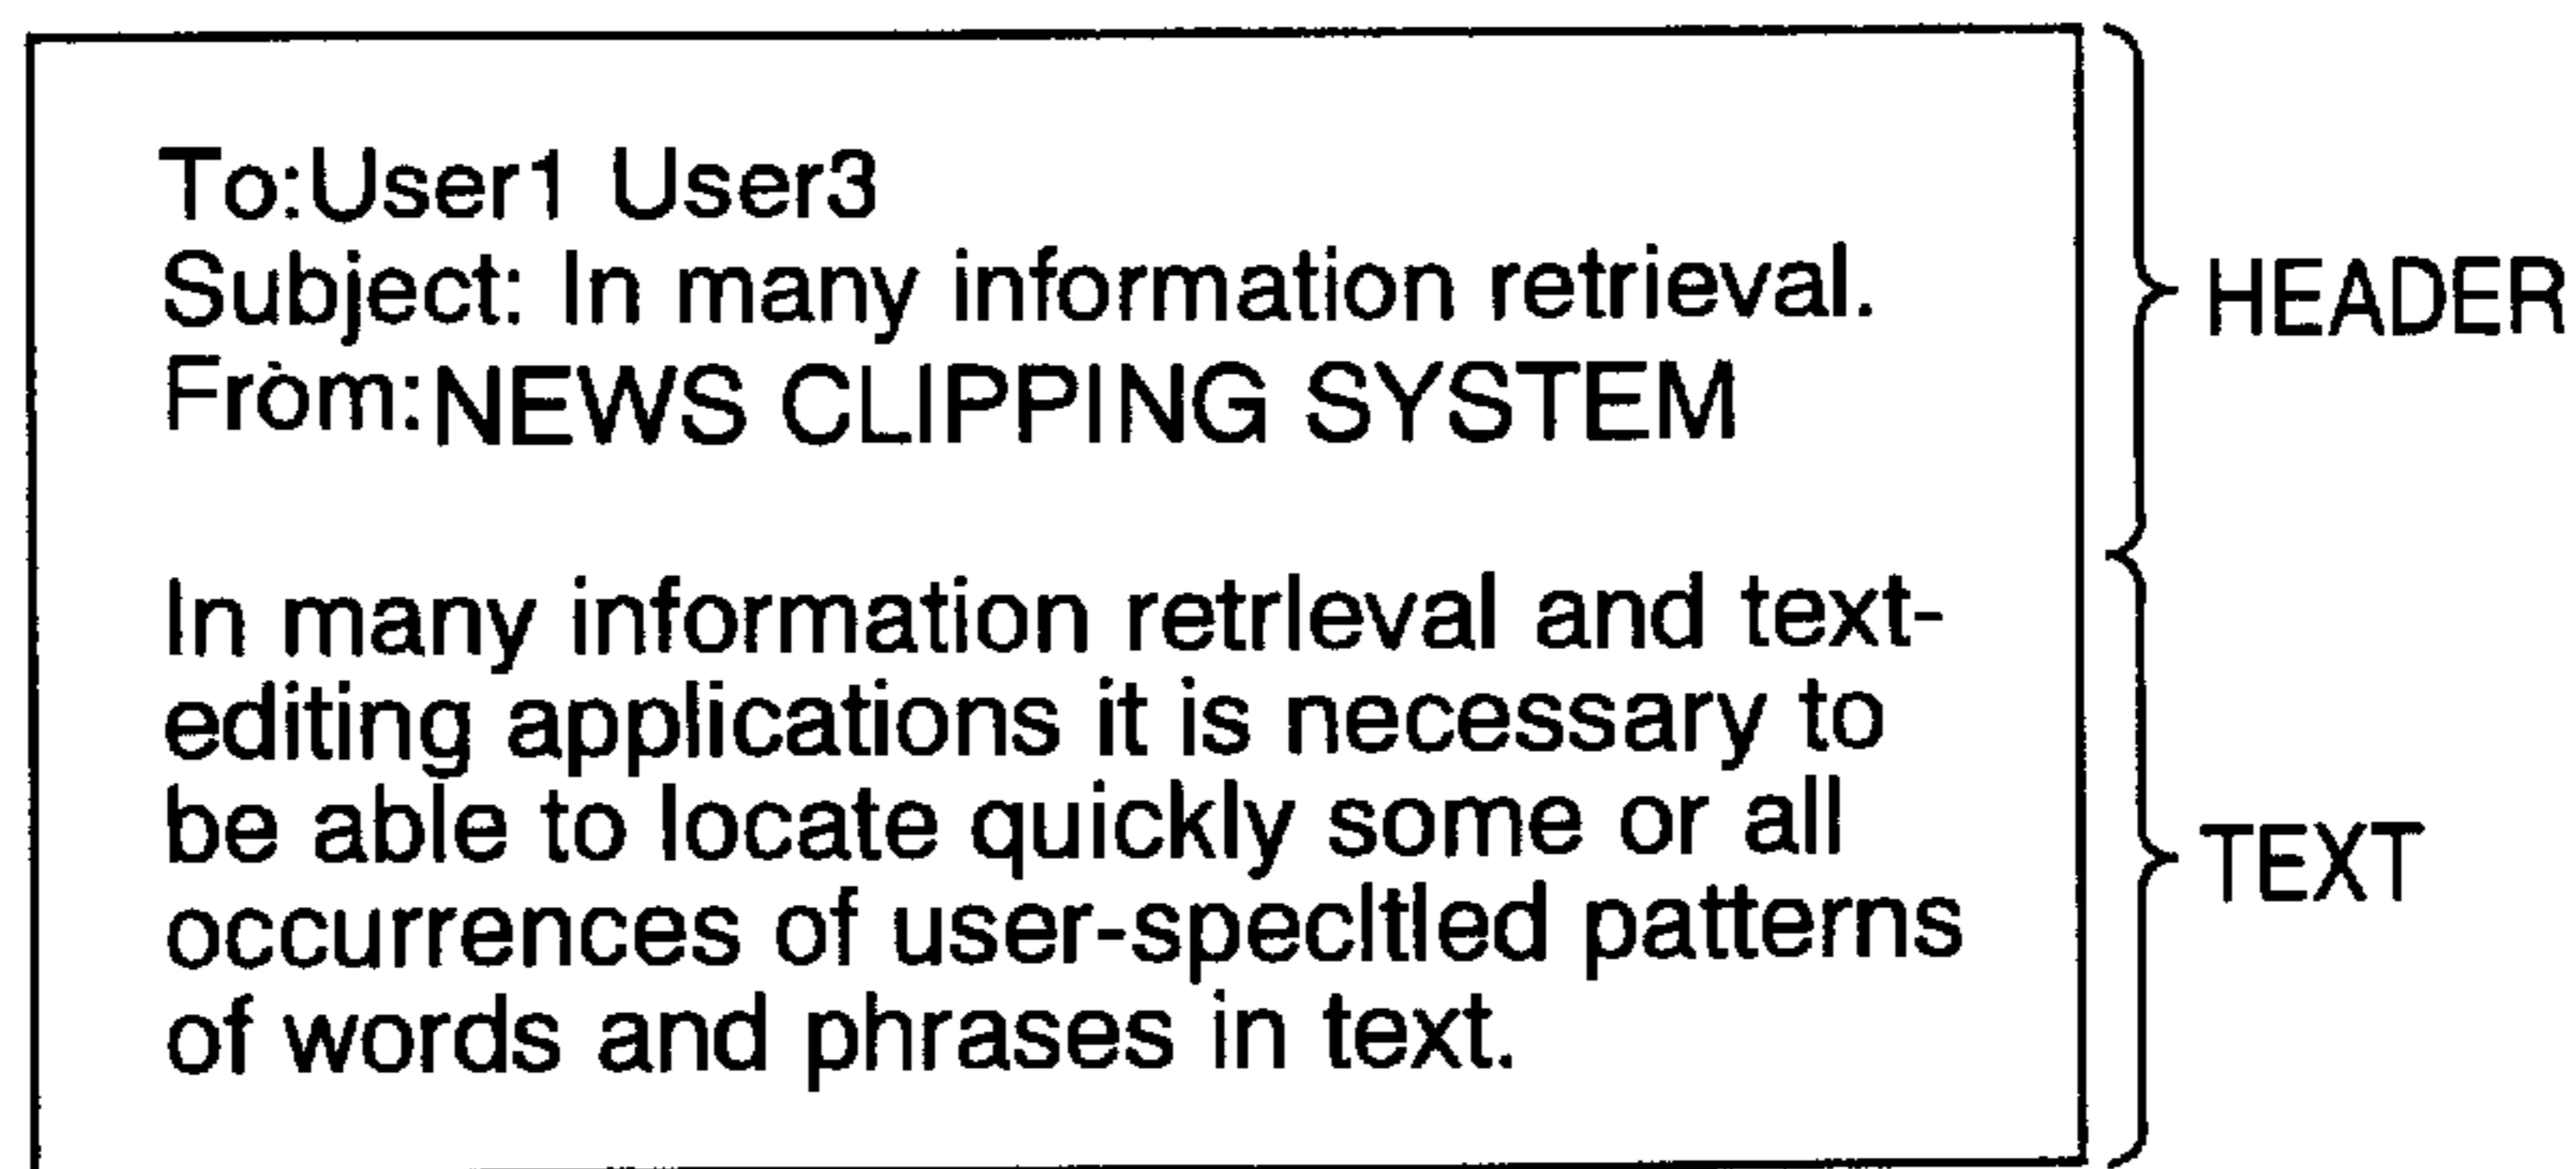 To:User1 User3
Subject: In many information retrieval.
From:NEWS CLIPPING SYSTEM
HEADER
In many information retrleval and text-
editing applications it is necessary to
be able to locate quickly some or all
occurrences of user-specltled patterns
of words and phrases in text.
TEXT